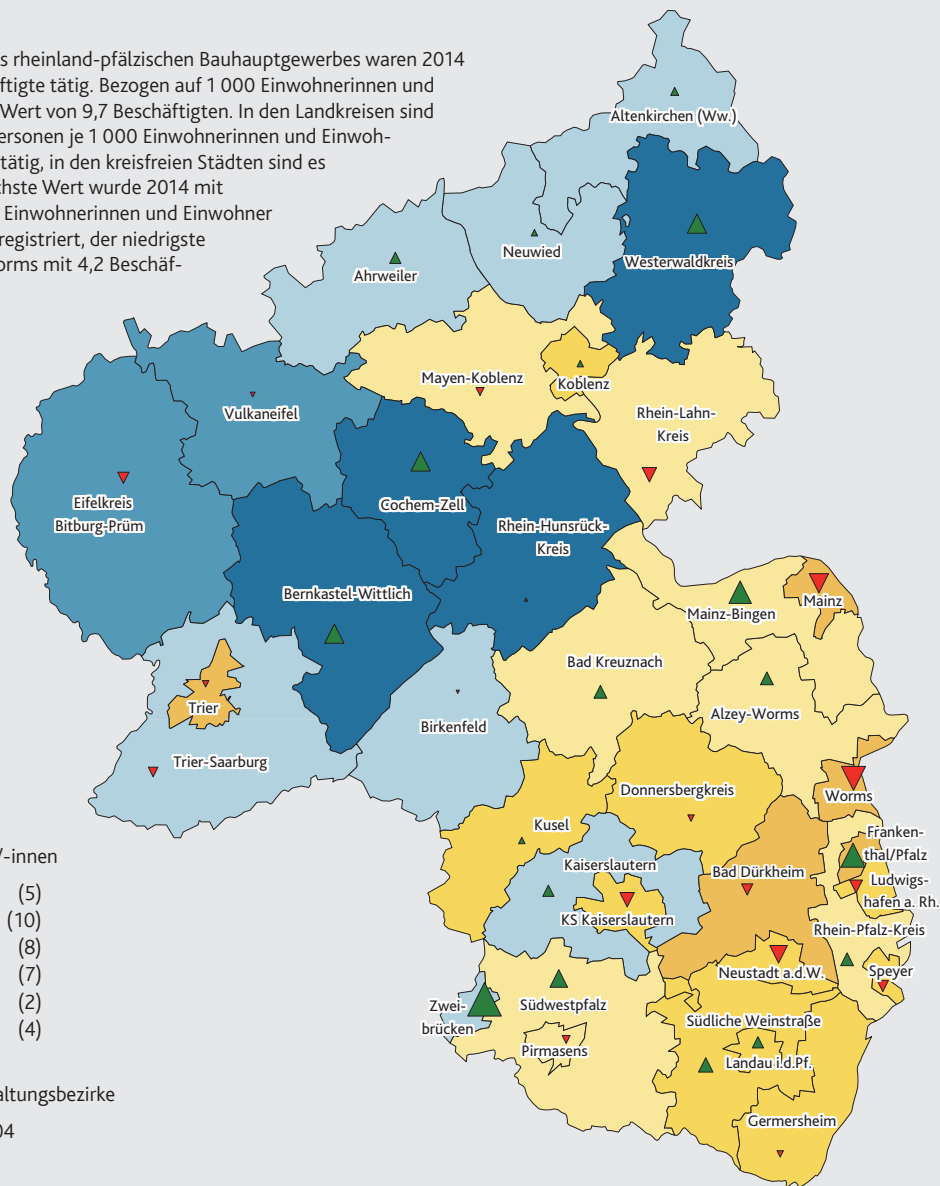 s rheinland-pfälzischen Bauhauptgewerbes waren 2014
ftigte tätig. Bezogen auf 1 000 Einwohnerinnen und
Wert von 9,7 Beschäftigten. In den Landkreisen sind
ersonen je 1 000 Einwohnerinnen und Einwoh-
tätig, in den kreisfreien Städten sind es
chste Wert wurde 2014 mit
Einwohnerinnen und Einwohner
registriert, der niedrigste
orms mit 4,2 Beschäf-
Altenkirchen (Ww.)
Neuwied
Westerwaldkreis
Ahrweiler
Mayen-Koblenz
Koblenz
Vulkaneifel
Rhein-Lahn-
Kreis
Eifelkreis
Bitburg-Prüm
Cochem-Zell
Rhein-Hunsrück-
Kreis
Bernkastel-Wittlich
Mainz-Bingen
Mainz
Bad Kreuznach
Trier
Birkenfeld
Alzey-Worms
Trier-Saarburg
Donnersbergkreis
Worms
Kusel
Franken-
thal/Pfalz
Kaiserslautern
Bad Dürkheim
Ludwigs-
hafen a. Rh.
KS Kaiserslautern
Rhein-Pfalz-Kreis
Neustadt a.d.W.
Speyer
Zwei-
brücken
Südwestpfalz
Südliche Weinstraße
Pirmasens
Landau i.d.Pf.
Germersheim
/-innen
(5)
(10)
(8)
(7)
(2)
(4)
altungsbezirke
04